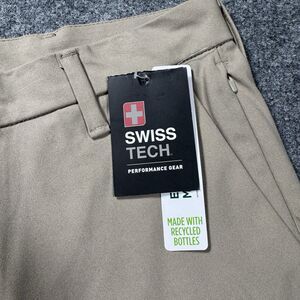 SWISS
TECH
PERFORMANCE GEAR
MADE WITH
RECYCLED
BOTTLES